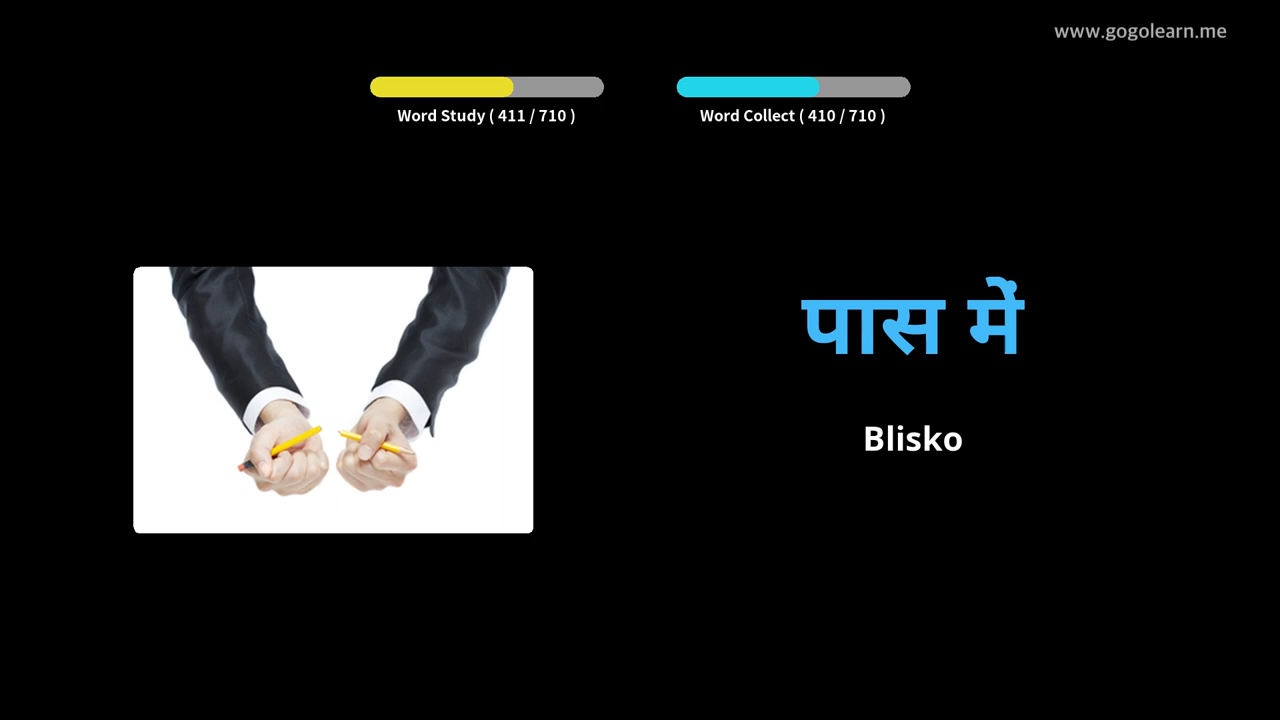 www.gogolearn.me
Word Study ( 411 / 710 )
Word Collect ( 410 / 710 )
पास में
Blisko